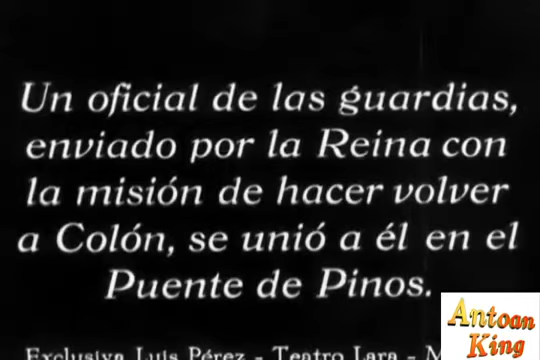 Un oficial de las guardias,
enviado por la Reina con
la misión de hacer volver
a Colón, se unió a él en el
Puente de Pinos.
Exclusiva Luis Pérez - Teatro Lara - M
Antoan
King